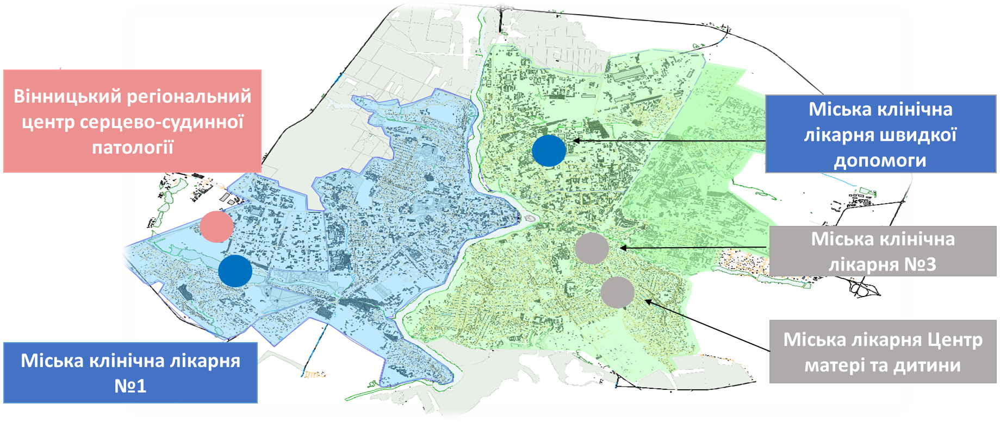 Вінницький регіональний
центр серцево-судинної
патології
Міська клінічна
лікарня швидкої
допомоги
Міська клінічна
лікарня №3
Міська лікарня Центр
матері та дитини
Міська клінічна лікарня
№1